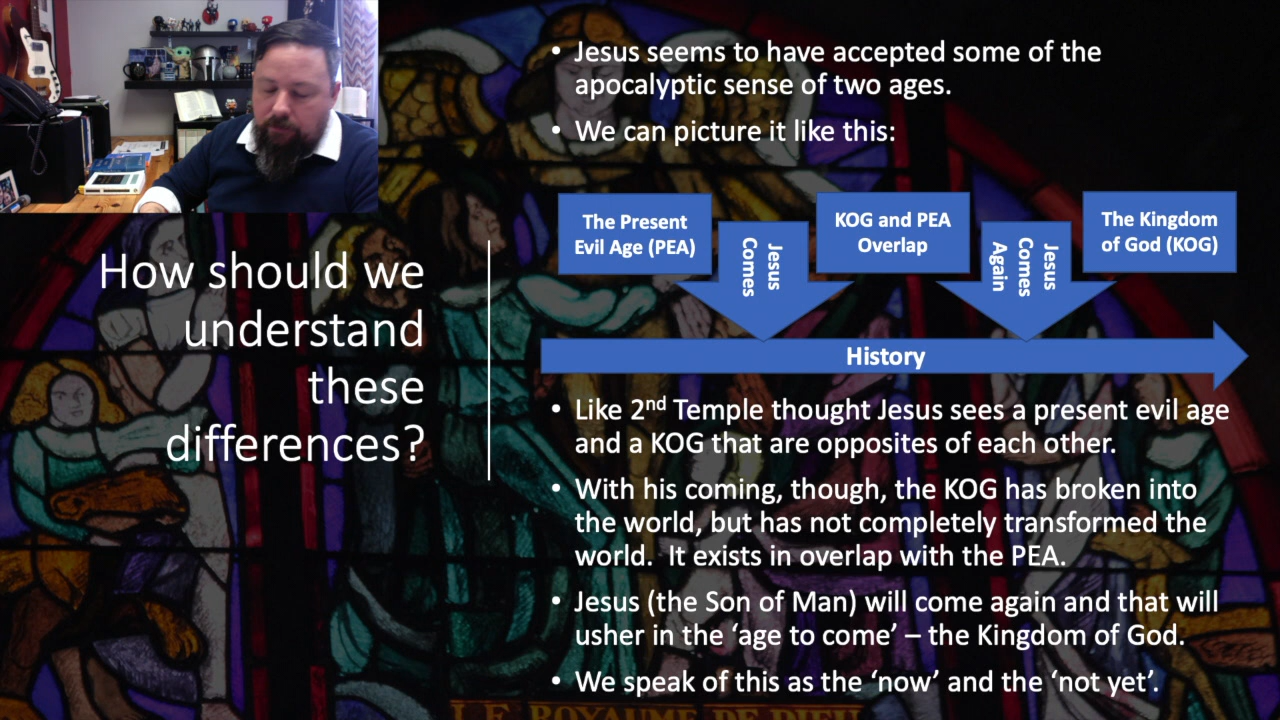 How should we
understand
these
differences?
• Jesus seems to have accepted some of the
apocalyptic sense of two ages.
• We can picture it like this:
The Present
Evil Age (PEA)
Jesus
Comes
KOG and PEA
Overlap
Jesus
Comes
Again
The Kingdom
of God (KOG)
History
• Like 2nd Temple thought Jesus sees a present evil age
and a KOG that are opposites of each other.
• With his coming, though, the KOG has broken into
the world, but has not completely transformed the
world.  It exists in overlap with the PEA.
• Jesus (the Son of Man) will come again and that will
usher in the ‘age to come’ – the Kingdom of God.
• We speak of this as the ‘now’ and the ‘not yet’.
LE ROYAUME DE DIEU